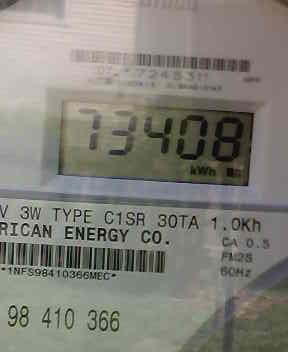 73408
kWh
V 3W TYPE C1SR 30TA 1.0Kh
RICAN ENERGY CO.
CA 0.5
FM2S
60Hz
*1NFS98410366MEC*
98 410 366